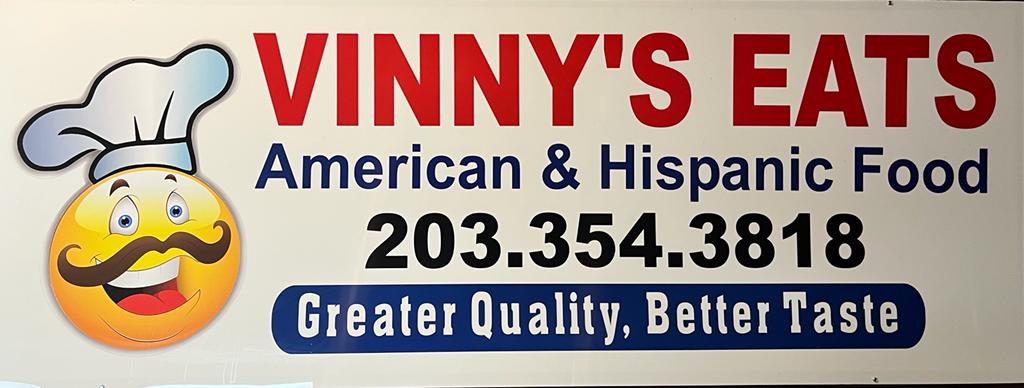 VINNY'S EATS
American & Hispanic Food
203.354.3818
Greater Quality, Better Taste